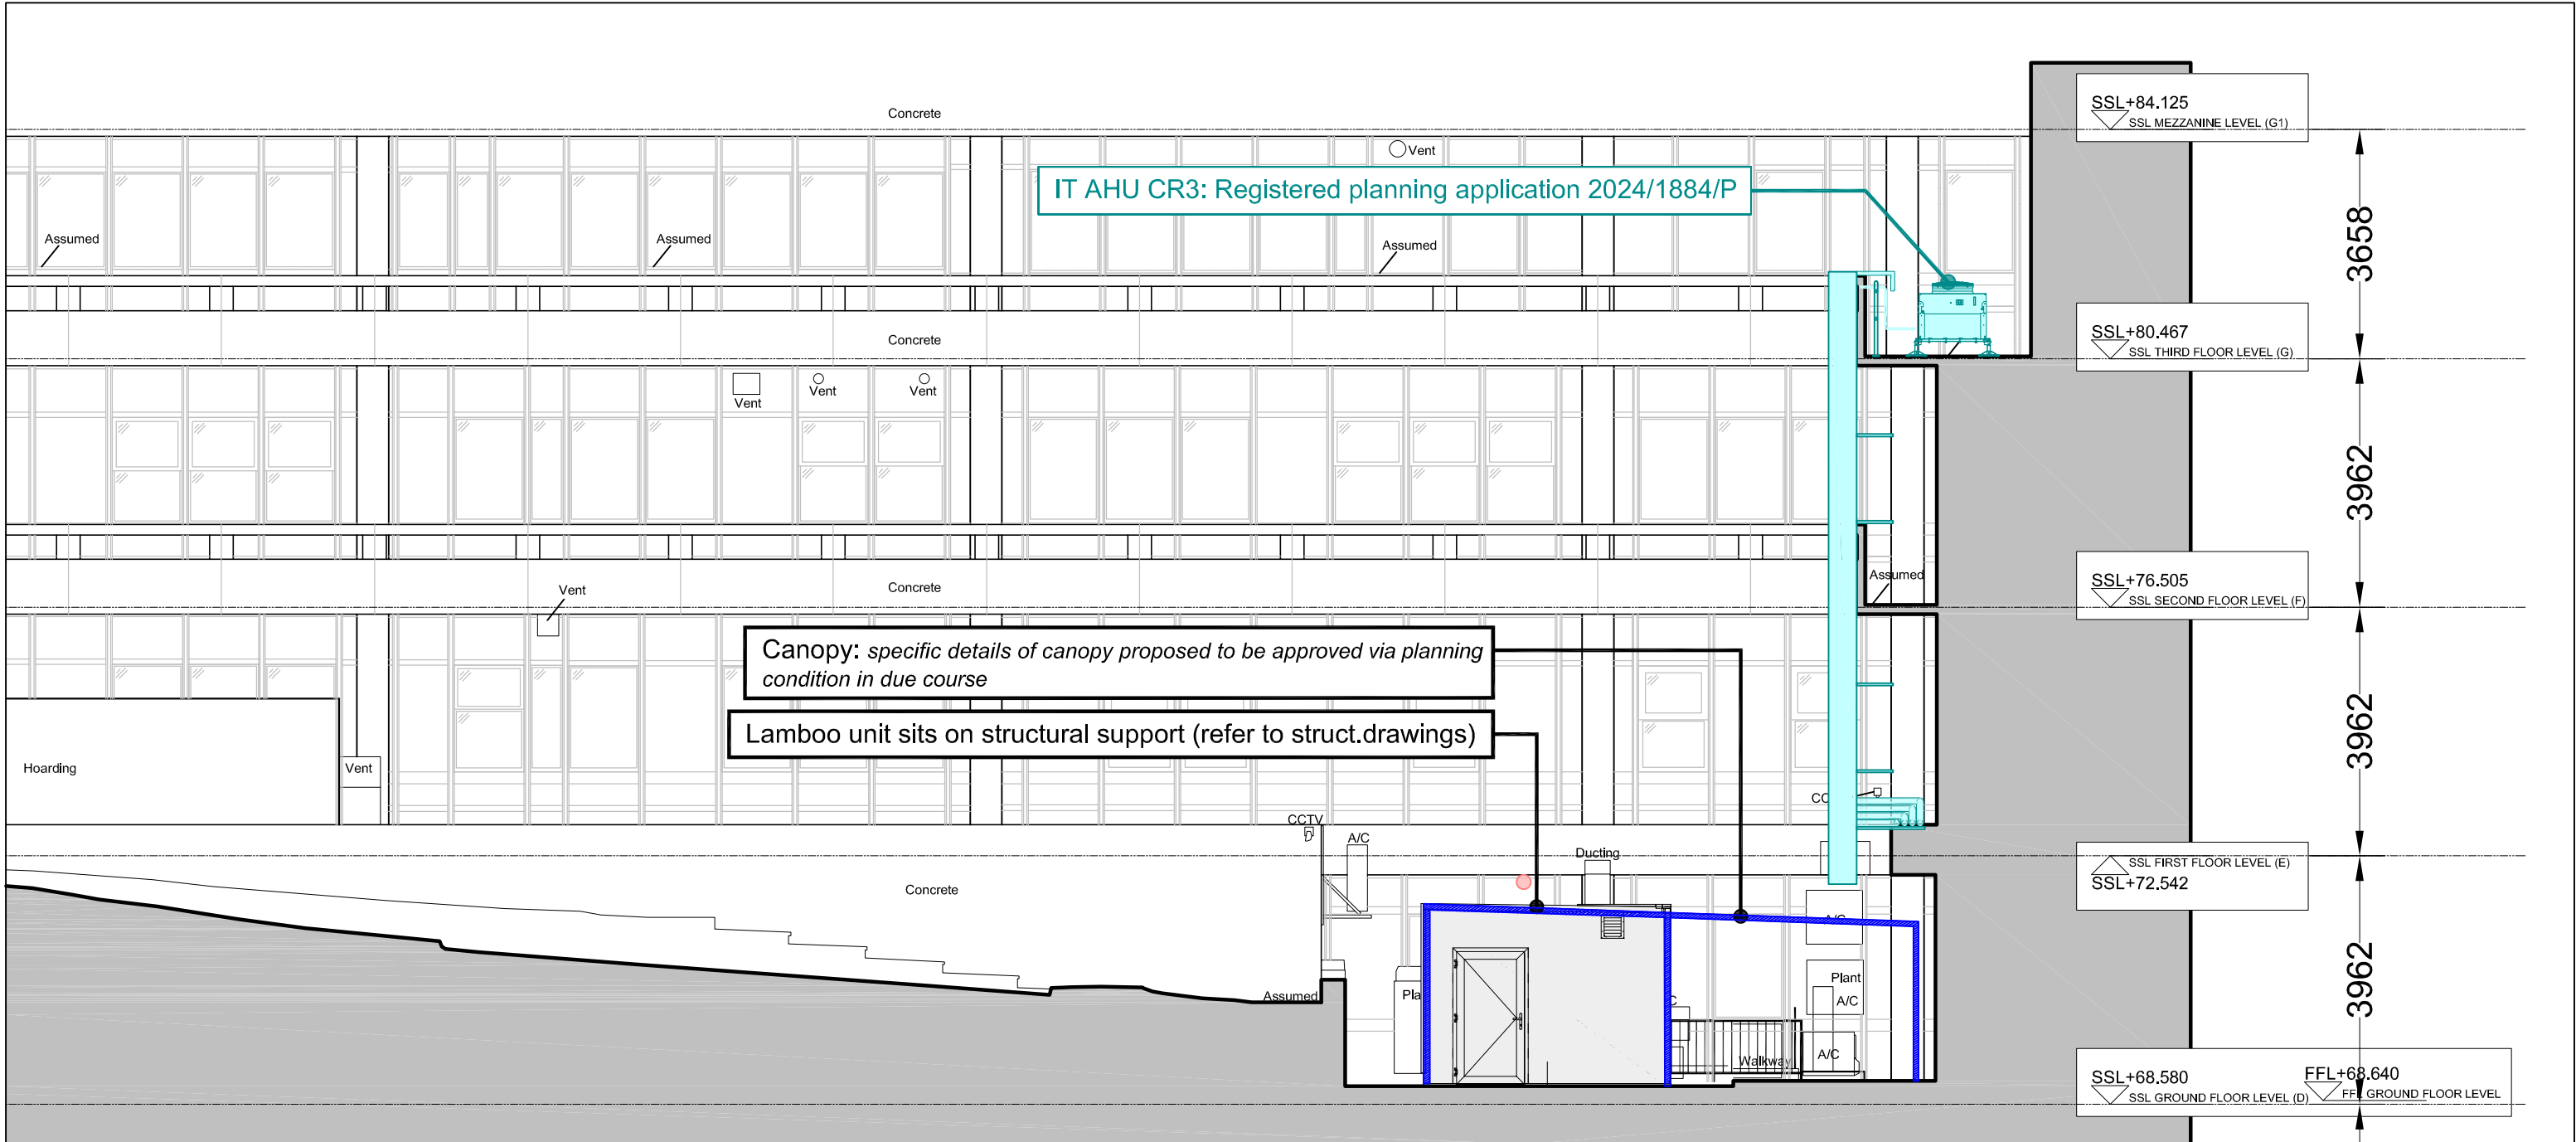 Concrete
SSL+84.125
SSL MEZZANINE LEVEL (G1)
Vent
IT AHU CR3: Registered planning application 2024/1884/P
Assumed
Assumed
Assumed
3658
Concrete
SSL+80.467
SSL THIRD FLOOR LEVEL (G)
Vent
Vent
Vent
3962
Assumed
SSL+76.505
SSL SECOND FLOOR LEVEL (F)
Vent
Concrete
Canopy: specific details of canopy proposed to be approved via planning
condition in due course
Lamboo unit sits on structural support (refer to struct.drawings)
3962
Hoarding
Vent
CCTV
A/C
Ducting
SSL FIRST FLOOR LEVEL (E)
SSL+72.542
Concrete
3962
Assumed
Plant
A/C
Walkway
A/C
SSL+68.580
SSL GROUND FLOOR LEVEL (D)
FFL+68.640
FFL GROUND FLOOR LEVEL